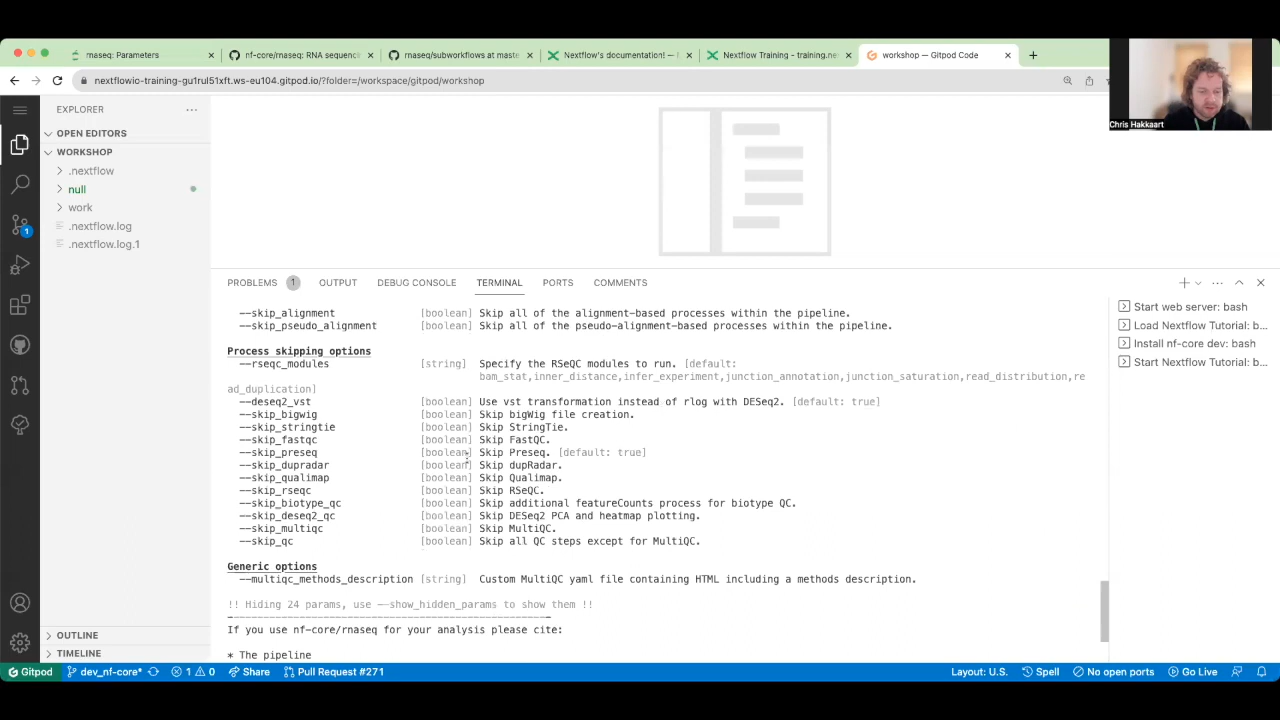 rnaseq: Parameters
nf-core/rnaseq: RNA sequenci
rnaseq/subworkflows at maste
Nextflow's documentation! —
Nextflow Training - training.ne
workshop — Gitpod Code
nextflowio-training-gu1rul51xft.ws-eu104.gitpod.io/?folder=/workspace/gitpod/workshop
Chris Hakkaart
EXPLORER
OPEN EDITORS
WORKSHOP
.nextflow
null
work
.nextflow.log
.nextflow.log.1
OUTLINE
TIMELINE
PROBLEMS 1 OUTPUT DEBUG CONSOLE TERMINAL PORTS COMMENTS
--skip_alignment [boolean] Skip all of the alignment-based processes within the pipeline.
--skip_pseudo_alignment [boolean] Skip all of the pseudo-alignment-based processes within the pipeline.
Process skipping options
--rseqc_modules [string] Specify the RSeQC modules to run. [default:
bam_stat,inner_distance,infer_experiment,junction_annotation,junction_saturation,read_distribution,re
ad_duplication]
--deseq2_vst [boolean] Use vst transformation instead of rlog with DESeq2. [default: true]
--skip_bigwig [boolean] Skip bigWig file creation.
--skip_stringtie [boolean] Skip StringTie.
--skip_fastqc [boolean] Skip FastQC.
--skip_preseq [boolean] Skip Preseq. [default: true]
--skip_dupradar [boolean] Skip dupRadar.
--skip_qualimap [boolean] Skip Qualimap.
--skip_rseqc [boolean] Skip RSeQC.
--skip_biotype_qc [boolean] Skip additional featureCounts process for biotype QC.
--skip_deseq2_qc [boolean] Skip DESeq2 PCA and heatmap plotting.
--skip_multiqc [boolean] Skip MultiQC.
--skip_qc [boolean] Skip all QC steps except for MultiQC.
Generic options
--multiqc_methods_description [string] Custom MultiQC yaml file containing HTML including a methods description.
!! Hiding 24 params, use --show_hidden_params to show them !!
If you use nf-core/rnaseq for your analysis please cite:
* The pipeline
Start web server: bash
Load Nextflow Tutorial: b...
Install nf-core dev: bash
Start Nextflow Tutorial: b...
1
Gitpod dev_nf-core* 1 0 Share Pull Request #271 Layout: U.S. Spell No open ports Go Live